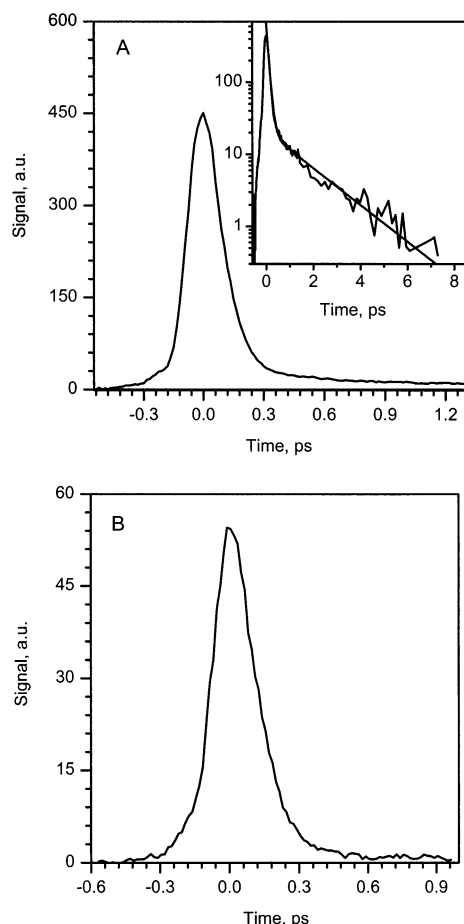 A
600
450
300
150
0
Signal, a.u.
-0.3 0.0 0.3 0.6 0.9 1.2
Time, ps
100
10
1
0 2 4 6 8
Time, ps
B
60
45
30
15
0
Signal, a.u.
-0.6 -0.3 0.0 0.3 0.6 0.9
Time, ps